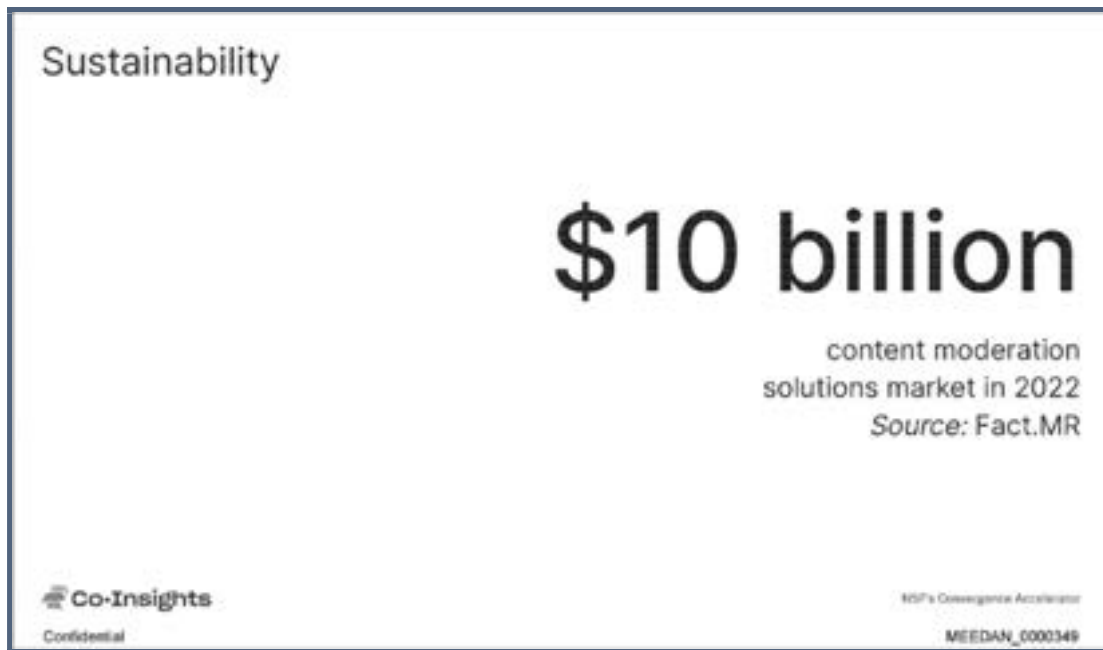 Sustainability
$10 billion
content moderation
solutions market in 2022
Source: Fact.MR
Co·Insights
NSF's Convergence Accelerator
Confidential
MEEDAN_0000349